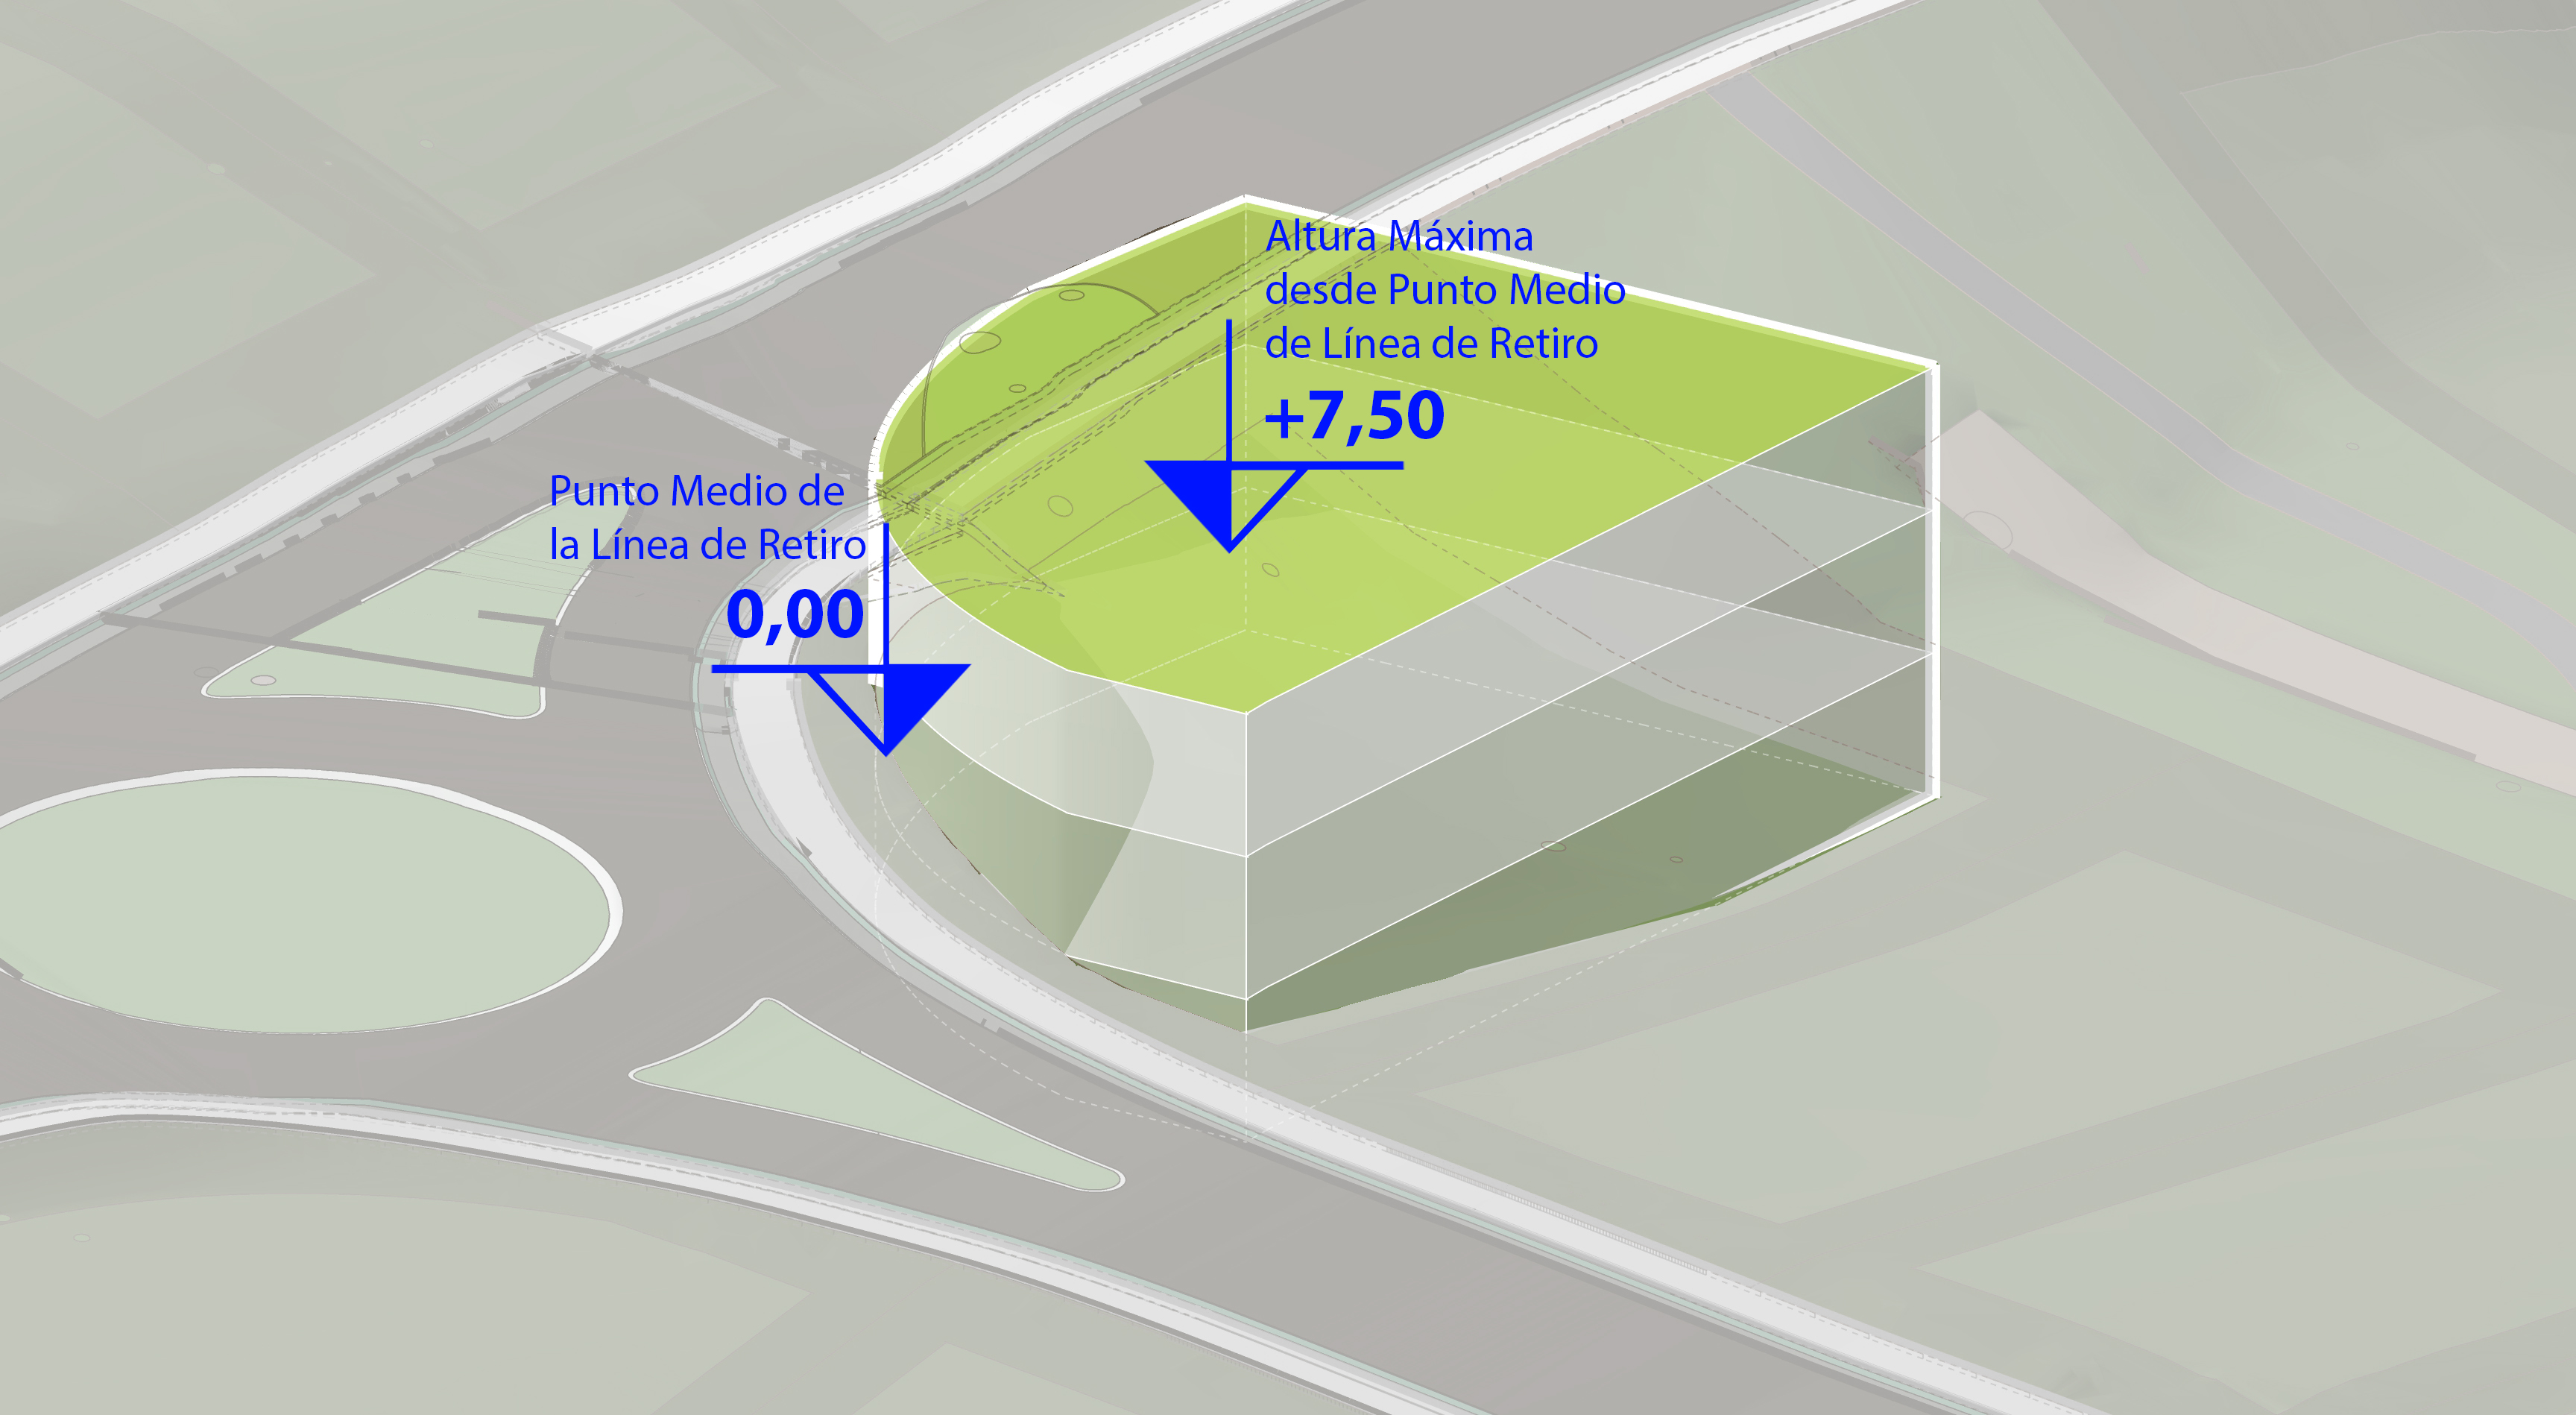 Altura Máxima
desde Punto Medio
de Línea de Retiro
+7,50
Punto Medio de
la Línea de Retiro
0,00